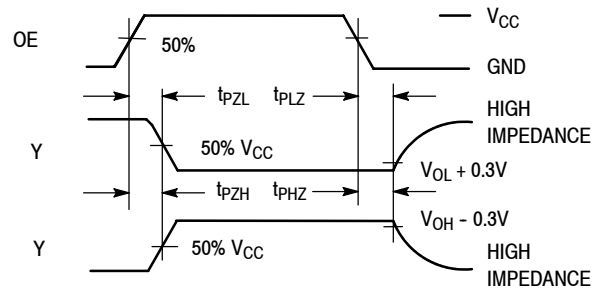 V_CC
OE
50%
GND
t_PZL t_PLZ
HIGH
IMPEDANCE
Y
50% V_CC
V_OL + 0.3V
t_PZH t_PHZ
V_OH - 0.3V
Y
50% V_CC
HIGH
IMPEDANCE